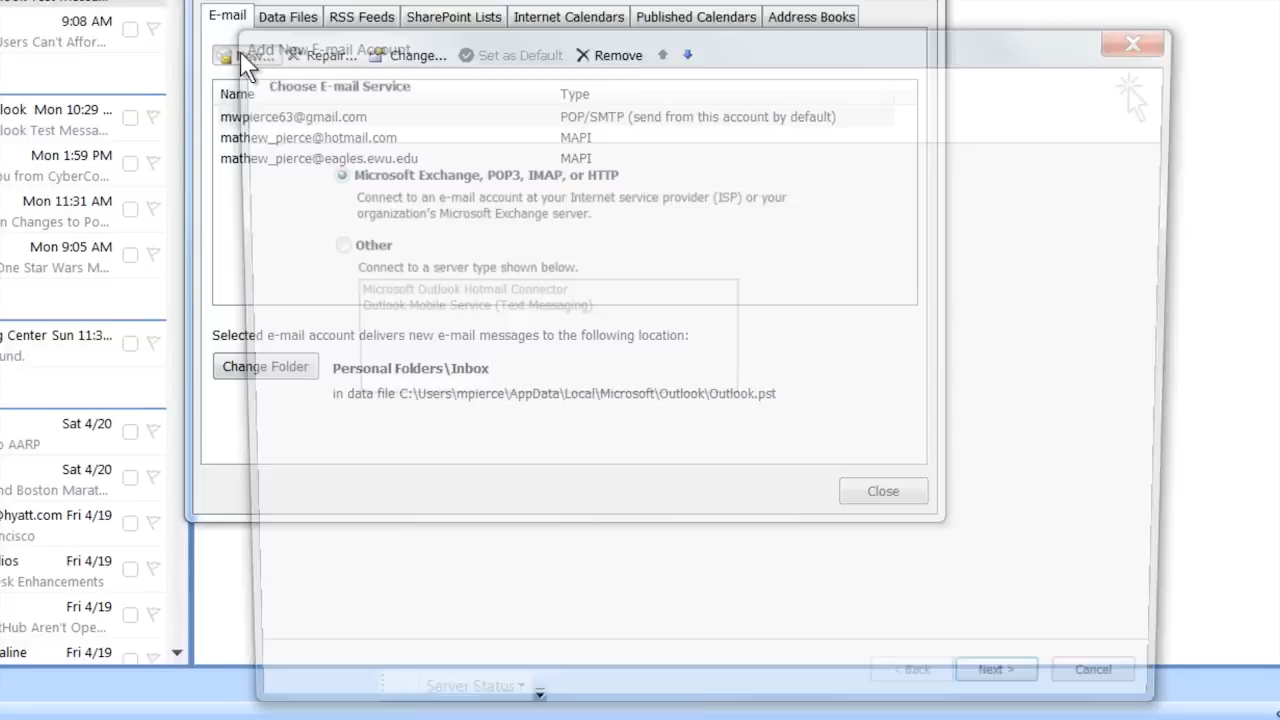 9:08 AM
Users Can't Affor...
look Mon 10:29 ...
look Test Messa...
Mon 1:59 PM
u from CyberCo...
Mon 11:31 AM
n Changes to Po...
Mon 9:05 AM
One Star Wars M...
g Center Sun 11:3...
und.
Sat 4/20
o AARP
Sat 4/20
nd Boston Marat...
@hyatt.com Fri 4/19
ncisco
ios Fri 4/19
sk Enhancements
Fri 4/19
tHub Aren't Ope...
aline Fri 4/19
E-mail Data Files RSS Feeds SharePoint Lists Internet Calendars Published Calendars Address Books
New... Repair... Change... Set as Default Remove
Name Type
mwpierce63@gmail.com POP/SMTP (send from this account by default)
mathew_pierce@hotmail.com MAPI
mathew_pierce@eagles.ewu.edu MAPI
Selected e-mail account delivers new e-mail messages to the following location:
Change Folder Personal Folders\Inbox
in data file C:\Users\mpierce\AppData\Local\Microsoft\Outlook\Outlook.pst
Close
Add New E-mail Account
Choose E-mail Service
Microsoft Exchange, POP3, IMAP, or HTTP
Connect to an e-mail account at your Internet service provider (ISP) or your
organization's Microsoft Exchange server.
Other
Connect to a server type shown below.
Microsoft Outlook Hotmail Connector
Outlook Mobile Service (Text Messaging)
< Back Next > Cancel
Server Status